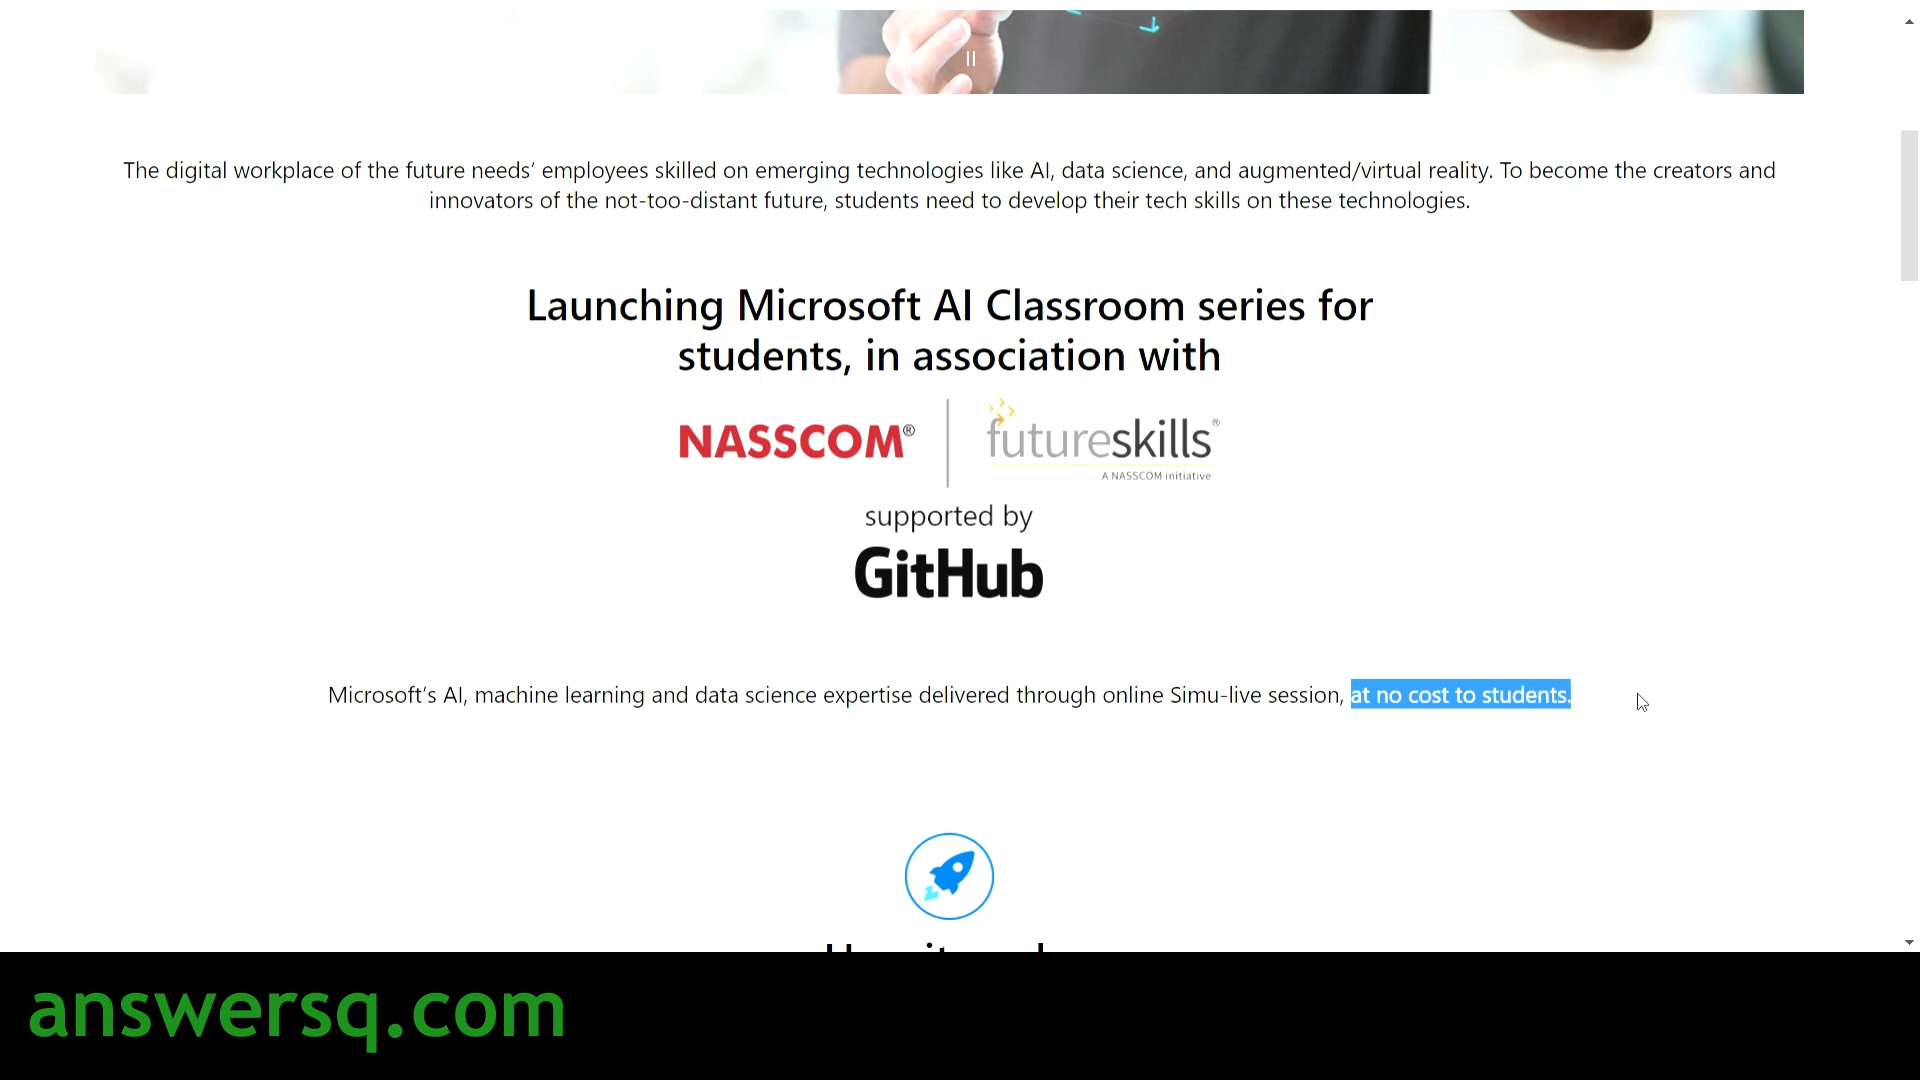 The digital workplace of the future needs’ employees skilled on emerging technologies like AI, data science, and augmented/virtual reality. To become the creators and
innovators of the not-too-distant future, students need to develop their tech skills on these technologies.
Launching Microsoft AI Classroom series for
students, in association with
NASSCOM® futureskills®
A NASSCOM initiative
supported by
GitHub
Microsoft’s AI, machine learning and data science expertise delivered through online Simu-live session, at no cost to students.
answersq.com